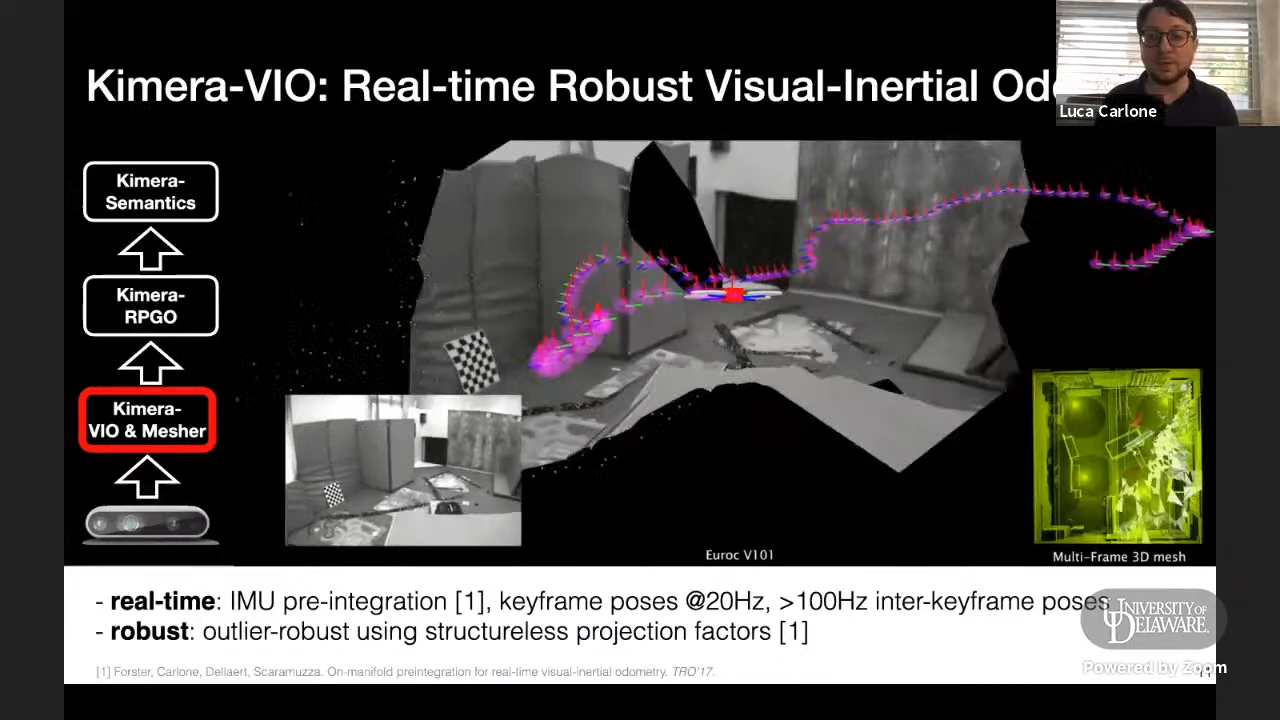 Kimera-VIO: Real-time Robust Visual-Inertial
Luca Carlone
Kimera-
Semantics
Kimera-
RPGO
Kimera-
VIO & Mesher
Euroc V101
Multi-Frame 3D mesh
- real-time: IMU pre-integration [1], keyframe poses @20Hz, >100Hz inter-keyframe poses
- robust: outlier-robust using structureless projection factors [1]
[1] Forster, Carlone, Dellaert, Scaramuzza. On-manifold preintegration for real-time visual-inertial odometry. TRO'17.
UNIVERSITY OF
DELAWARE.
Powered by Zoom